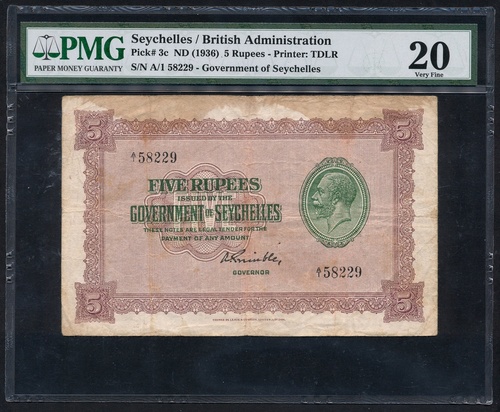 PMG
PAPER MONEY GUARANTY
Seychelles / British Administration
Pick# 3c ND (1936) 5 Rupees - Printer: TDLR
S/N A/1 58229 - Government of Seychelles
20
Very Fine
5
5
A/1 58229
FIVE RUPEES
ISSUED BY THE
GOVERNMENT OF SEYCHELLES
THESE NOTES ARE LEGAL TENDER FOR THE
PAYMENT OF ANY AMOUNT
GOVERNOR
A/1 58229
5
5